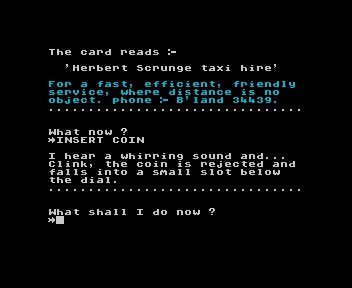 The card reads :-
'Herbert Scrunge taxi hire'
For a fast, efficient, friendly
service, where distance is no
object. phone :- B'land 34439.
................................
What now ?
*INSERT COIN
I hear a whirring sound and...
Clink, the coin is rejected and
falls into a small slot below
the dial.
................................
What shall I do now ?
*